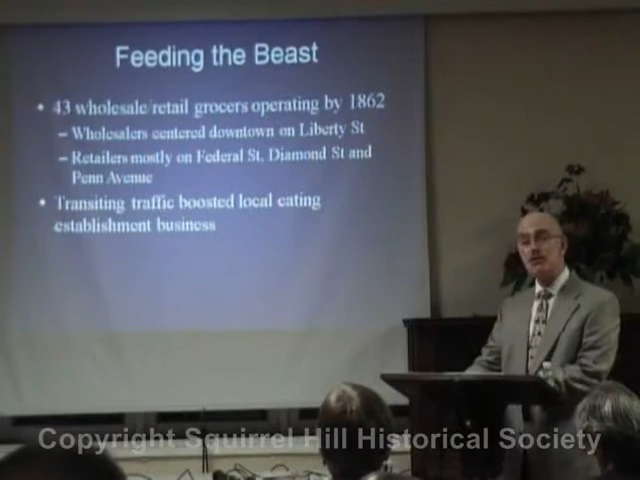 Feeding the Beast
• 43 wholesale/retail grocers operating by 1862
– Wholesalers centered downtown on Liberty St
– Retailers mostly on Federal St, Diamond St and
Penn Avenue
• Transiting traffic boosted local eating
establishment business
Copyright Squirrel Hill Historical Society